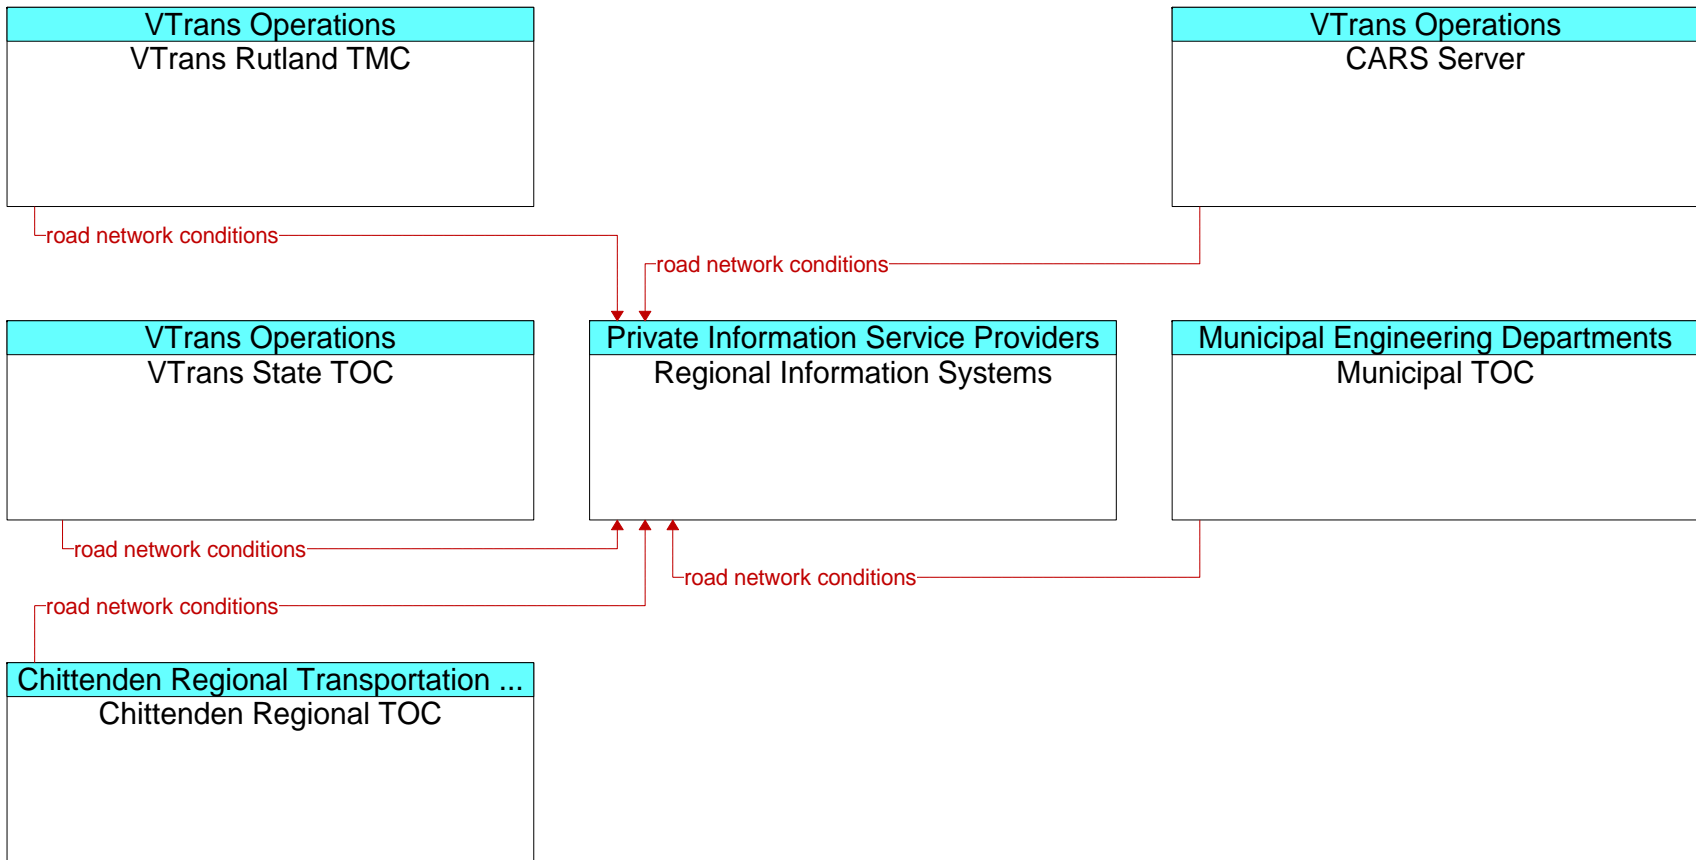 VTrans Operations
VTrans Rutland TMC
VTrans Operations
CARS Server
road network conditions
road network conditions
VTrans Operations
VTrans State TOC
Private Information Service Providers
Regional Information Systems
Municipal Engineering Departments
Municipal TOC
road network conditions
road network conditions
road network conditions
Chittenden Regional Transportation ...
Chittenden Regional TOC